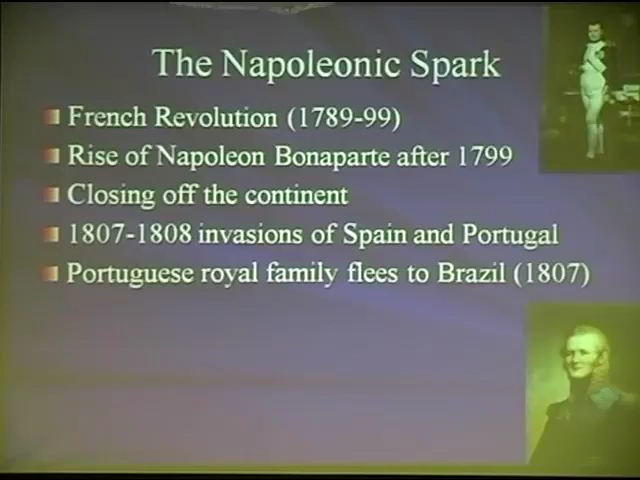 The Napoleonic Spark
French Revolution (1789-99)
Rise of Napoleon Bonaparte after 1799
Closing off the continent
1807-1808 invasions of Spain and Portugal
Portuguese royal family flees to Brazil (1807)